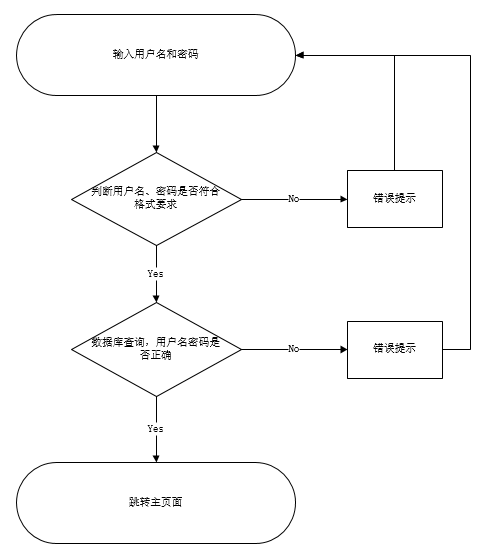 输入用户名和密码
判断用户名、密码是否符合
格式要求
No
错误提示
Yes
数据库查询，用户名密码是
否正确
No
错误提示
Yes
跳转主页面